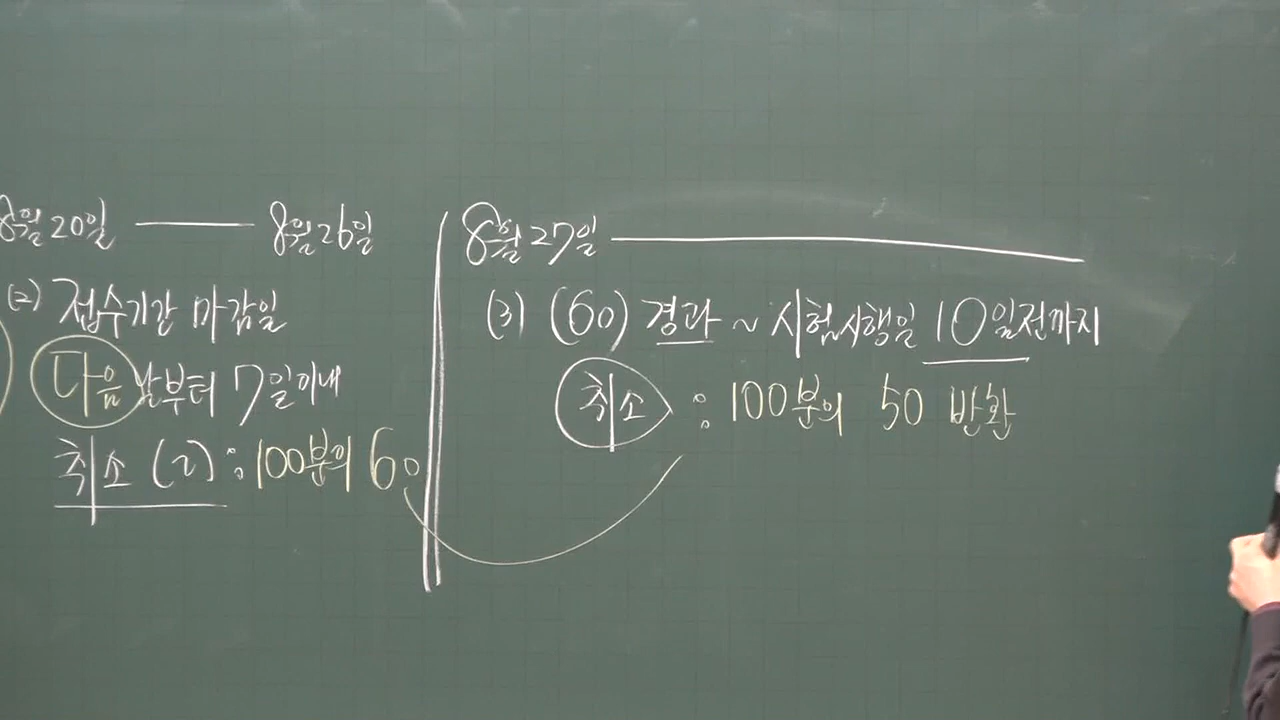 8월 20일 — 8월 26일
(2) 접수기간 마감일
다음 날부터 7일이내
취소 (2) : 100분의 60
8월 27일 —
(3) (60) 경과 ~ 시험시행일 10일전까지
취소 : 100분의 50 반환